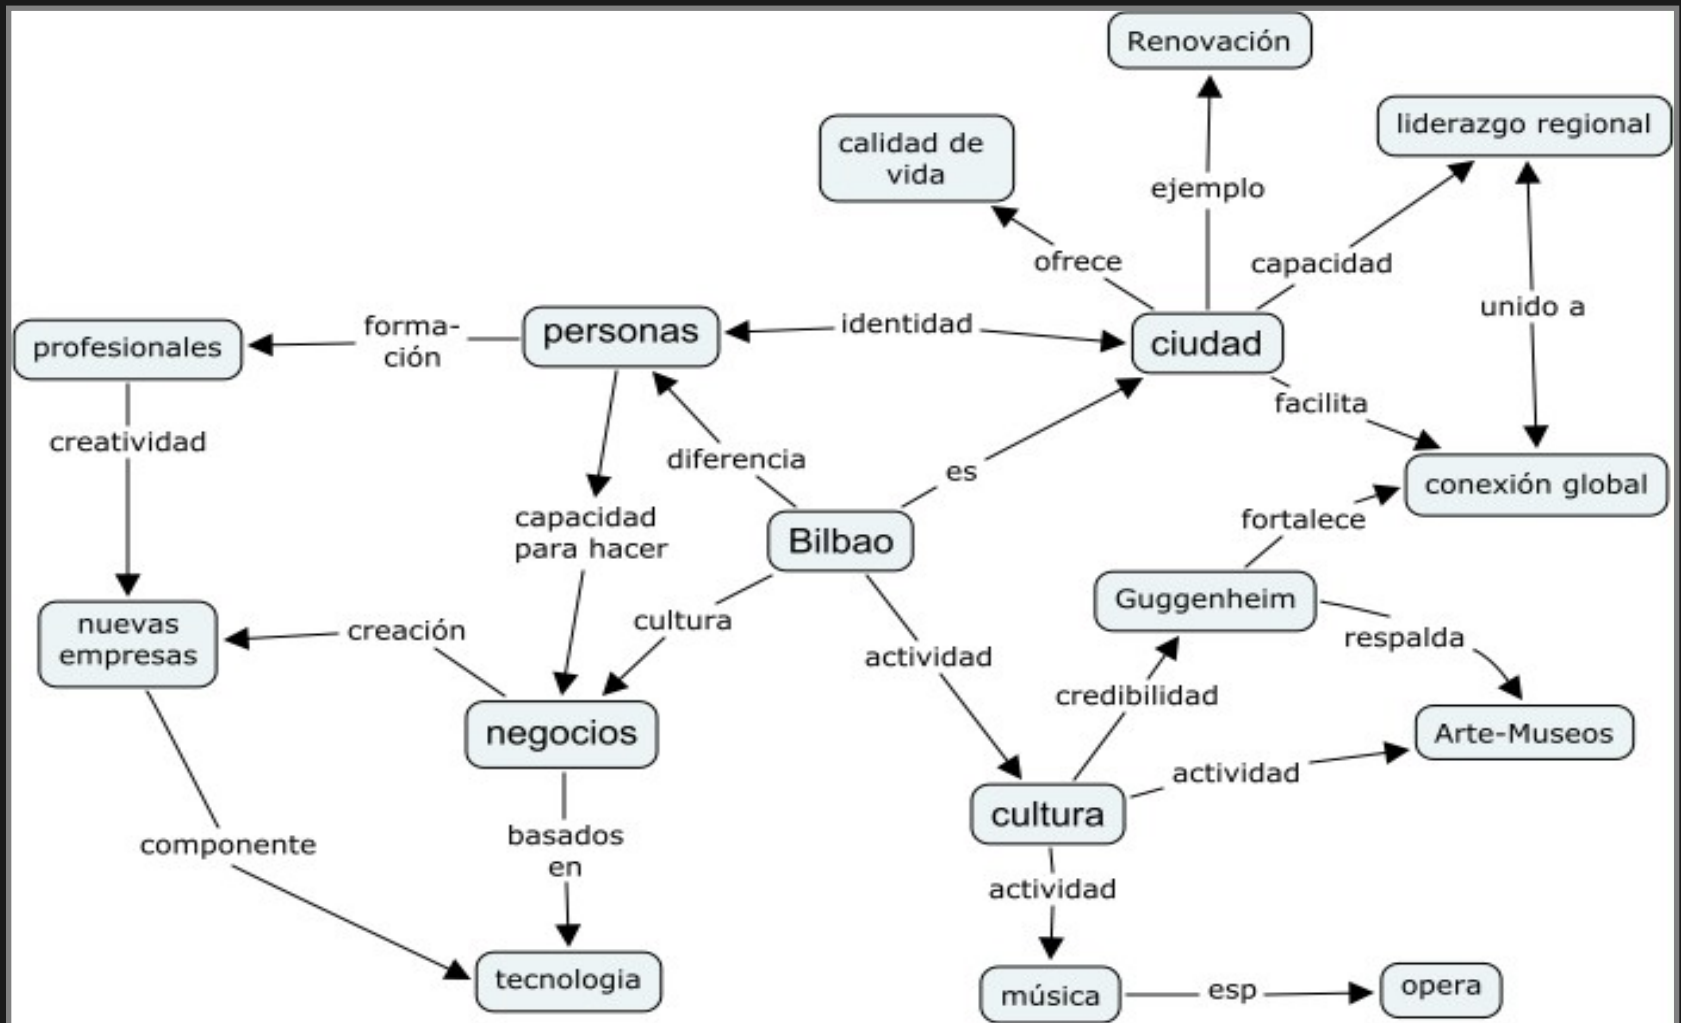 Renovación
liderazgo regional
calidad de
vida
ejemplo
ofrece
capacidad
unido a
forma-
ción
personas
identidad
ciudad
profesionales
facilita
creatividad
diferencia
es
conexión global
capacidad
para hacer
Bilbao
fortalece
Guggenheim
nuevas
empresas
creación
cultura
actividad
respalda
credibilidad
negocios
Arte-Museos
actividad
cultura
basados
en
componente
actividad
tecnologia
música
esp
opera